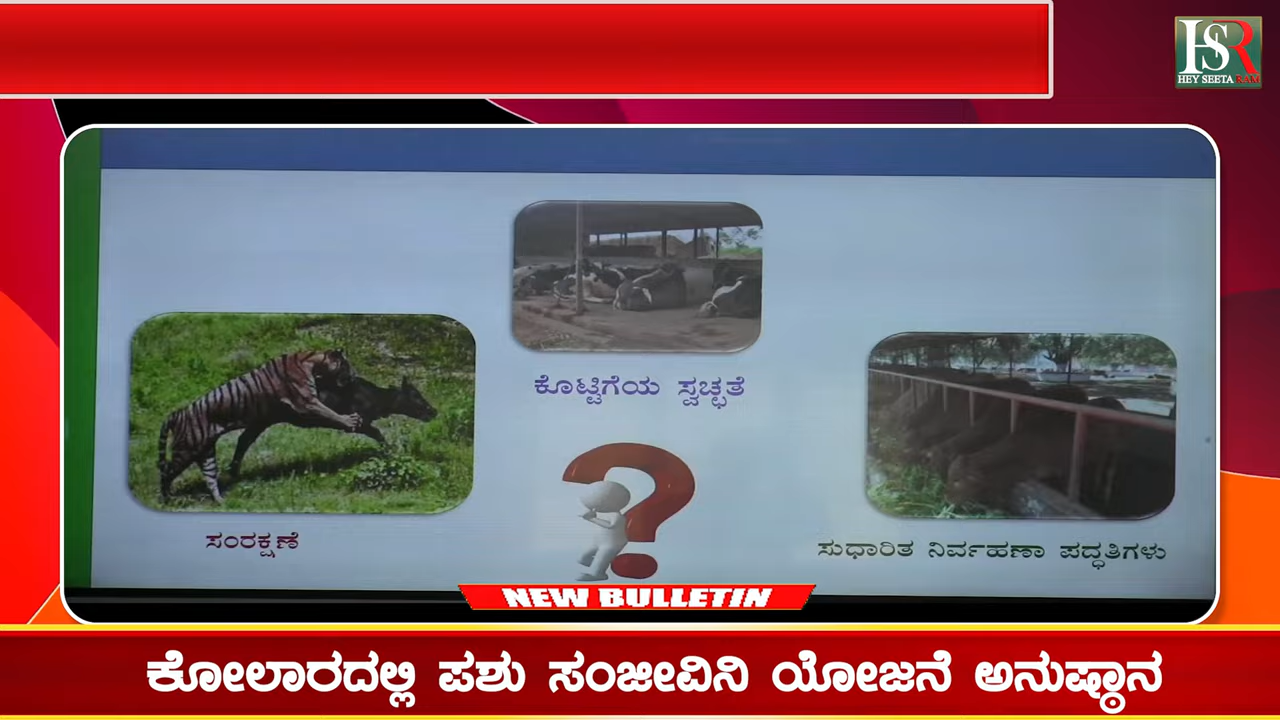 HSR
HEY SEETA RAM
ಕೊಟ್ಟಿಗೆಯ ಸ್ವಚ್ಛತೆ
ಸಂರಕ್ಷಣೆ
ಸುಧಾರಿತ ನಿರ್ವಹಣಾ ಪದ್ಧತಿಗಳು
NEW BULLETIN
ಕೋಲಾರದಲ್ಲಿ ಪಶು ಸಂಜೀವಿನಿ ಯೋಜನೆ ಅನುಷ್ಠಾನ